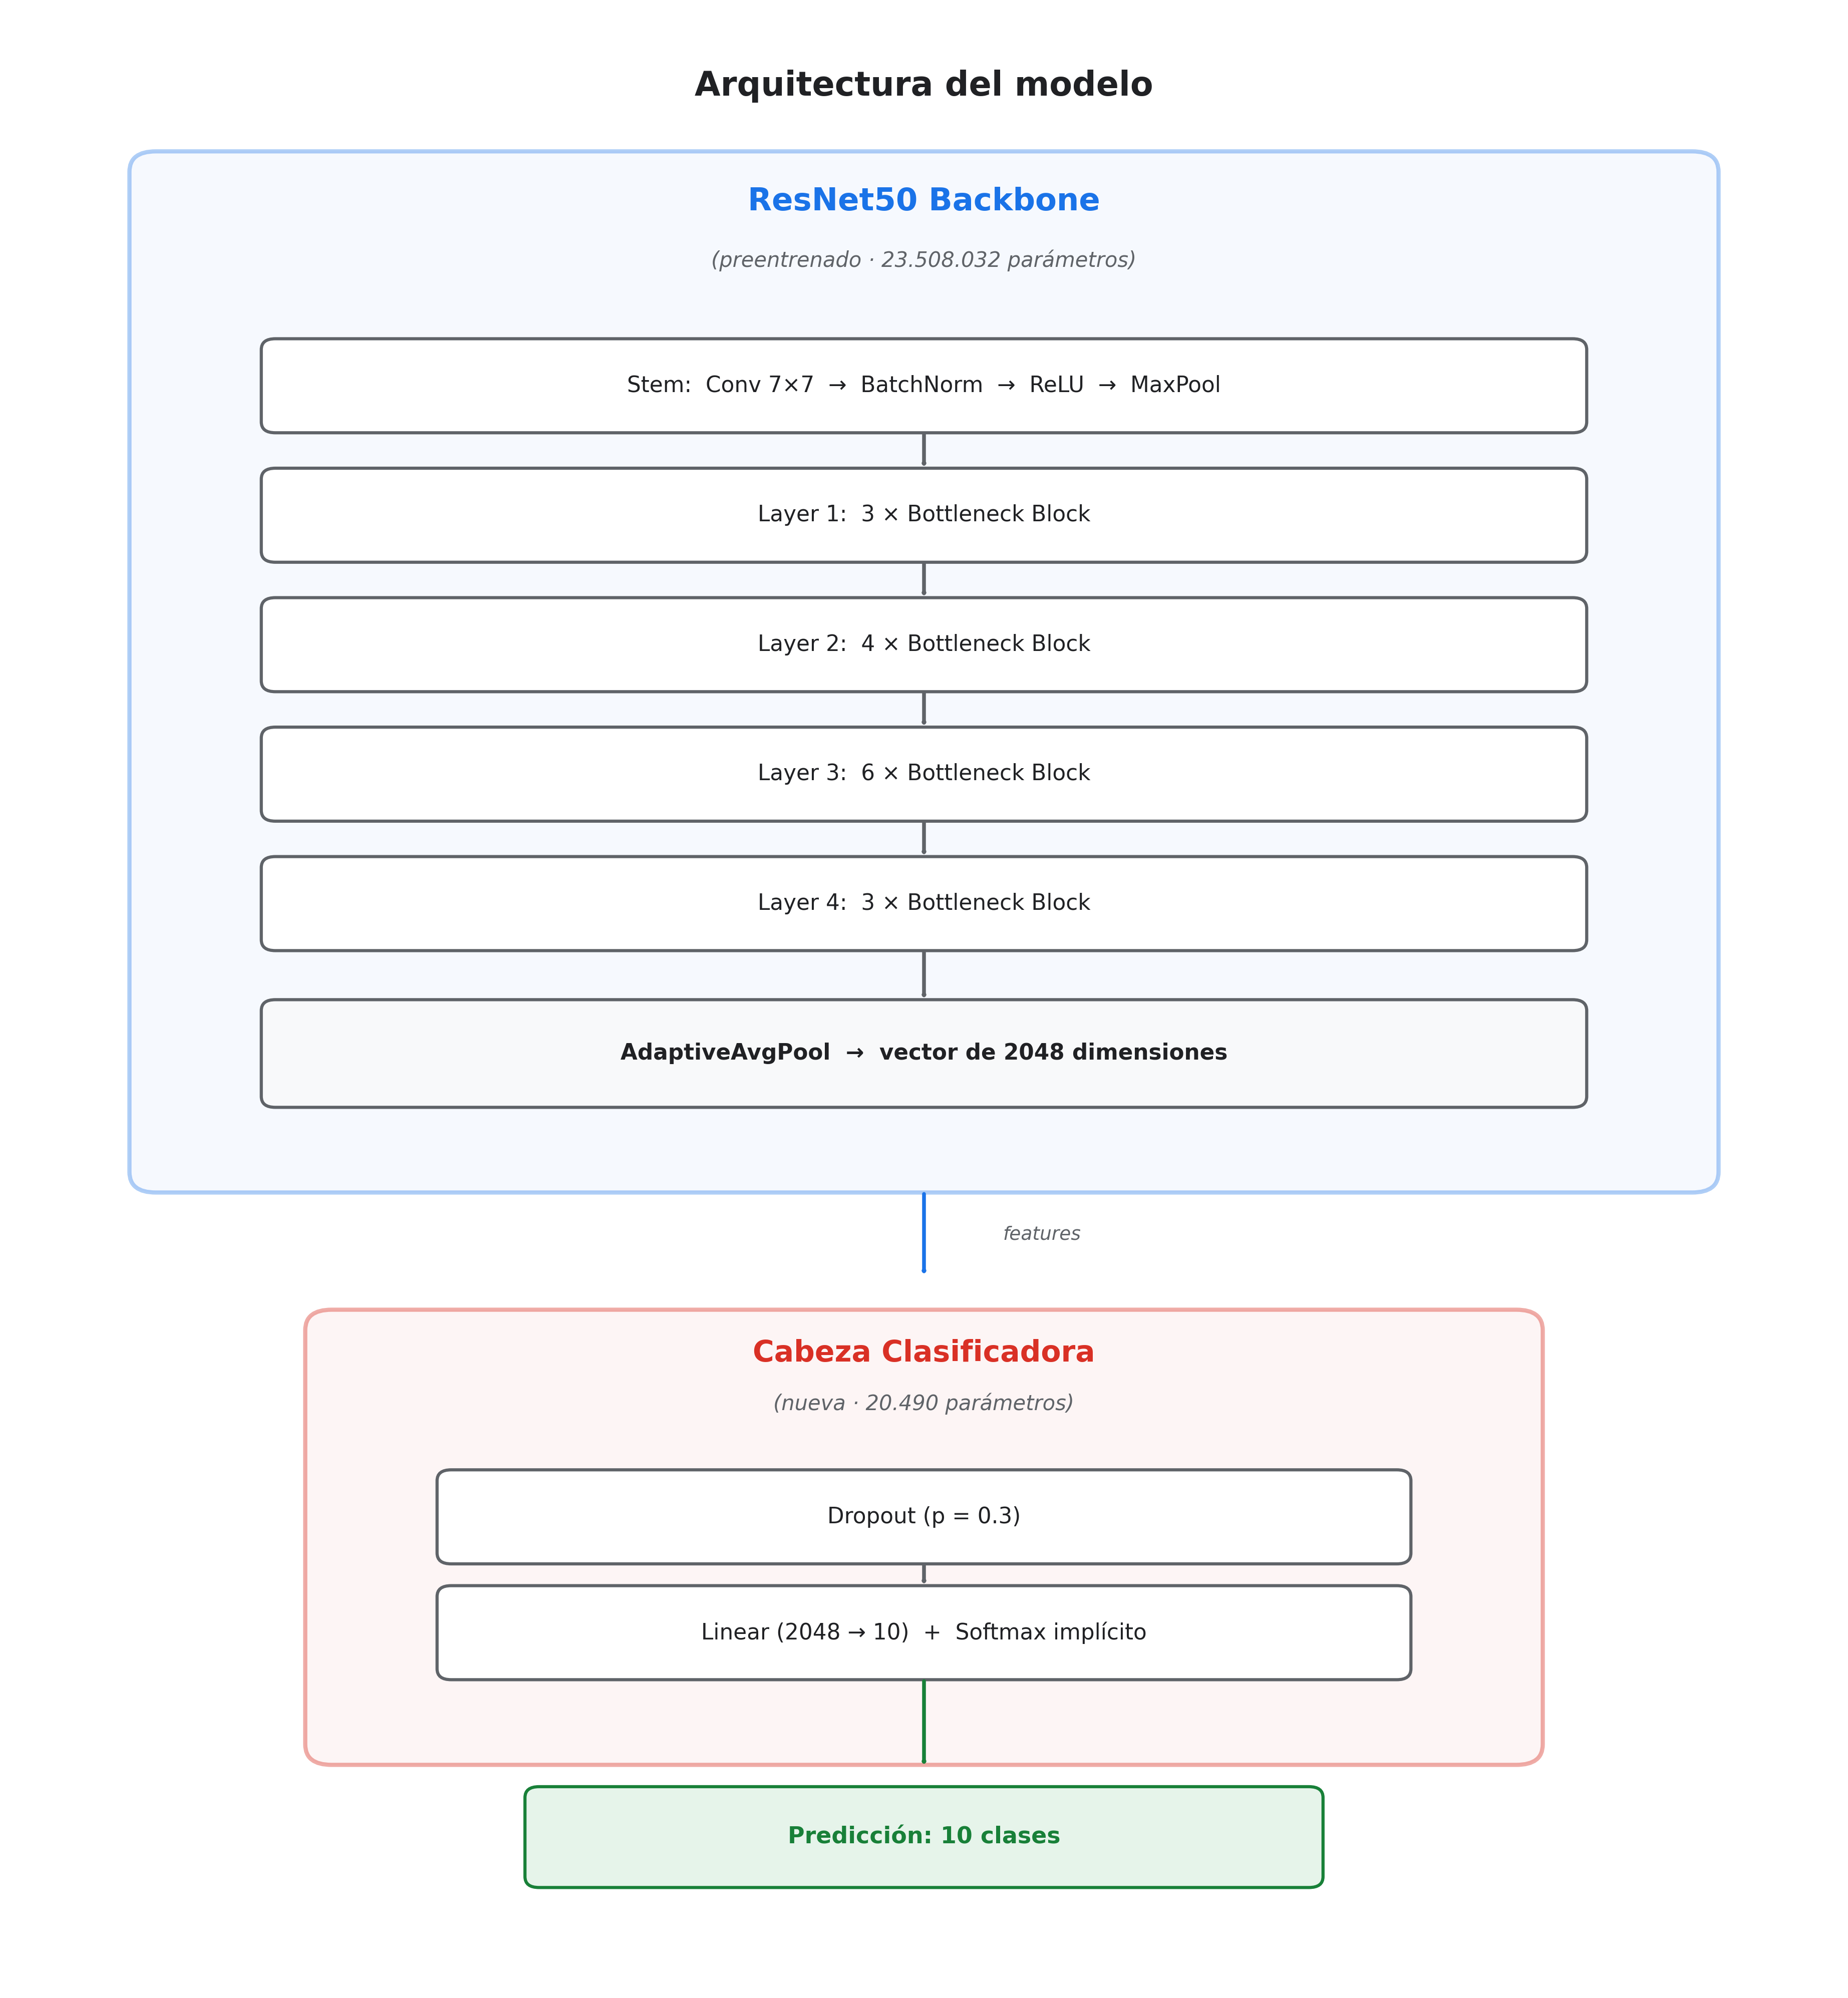 Arquitectura del modelo
ResNet50 Backbone
(preentrenado · 23.508.032 parámetros)
Stem:  Conv 7×7  →  BatchNorm  →  ReLU  →  MaxPool
Layer 1:  3 × Bottleneck Block
Layer 2:  4 × Bottleneck Block
Layer 3:  6 × Bottleneck Block
Layer 4:  3 × Bottleneck Block
AdaptiveAvgPool  →  vector de 2048 dimensiones
features
Cabeza Clasificadora
(nueva · 20.490 parámetros)
Dropout (p = 0.3)
Linear (2048 → 10)  +  Softmax implícito
Predicción: 10 clases